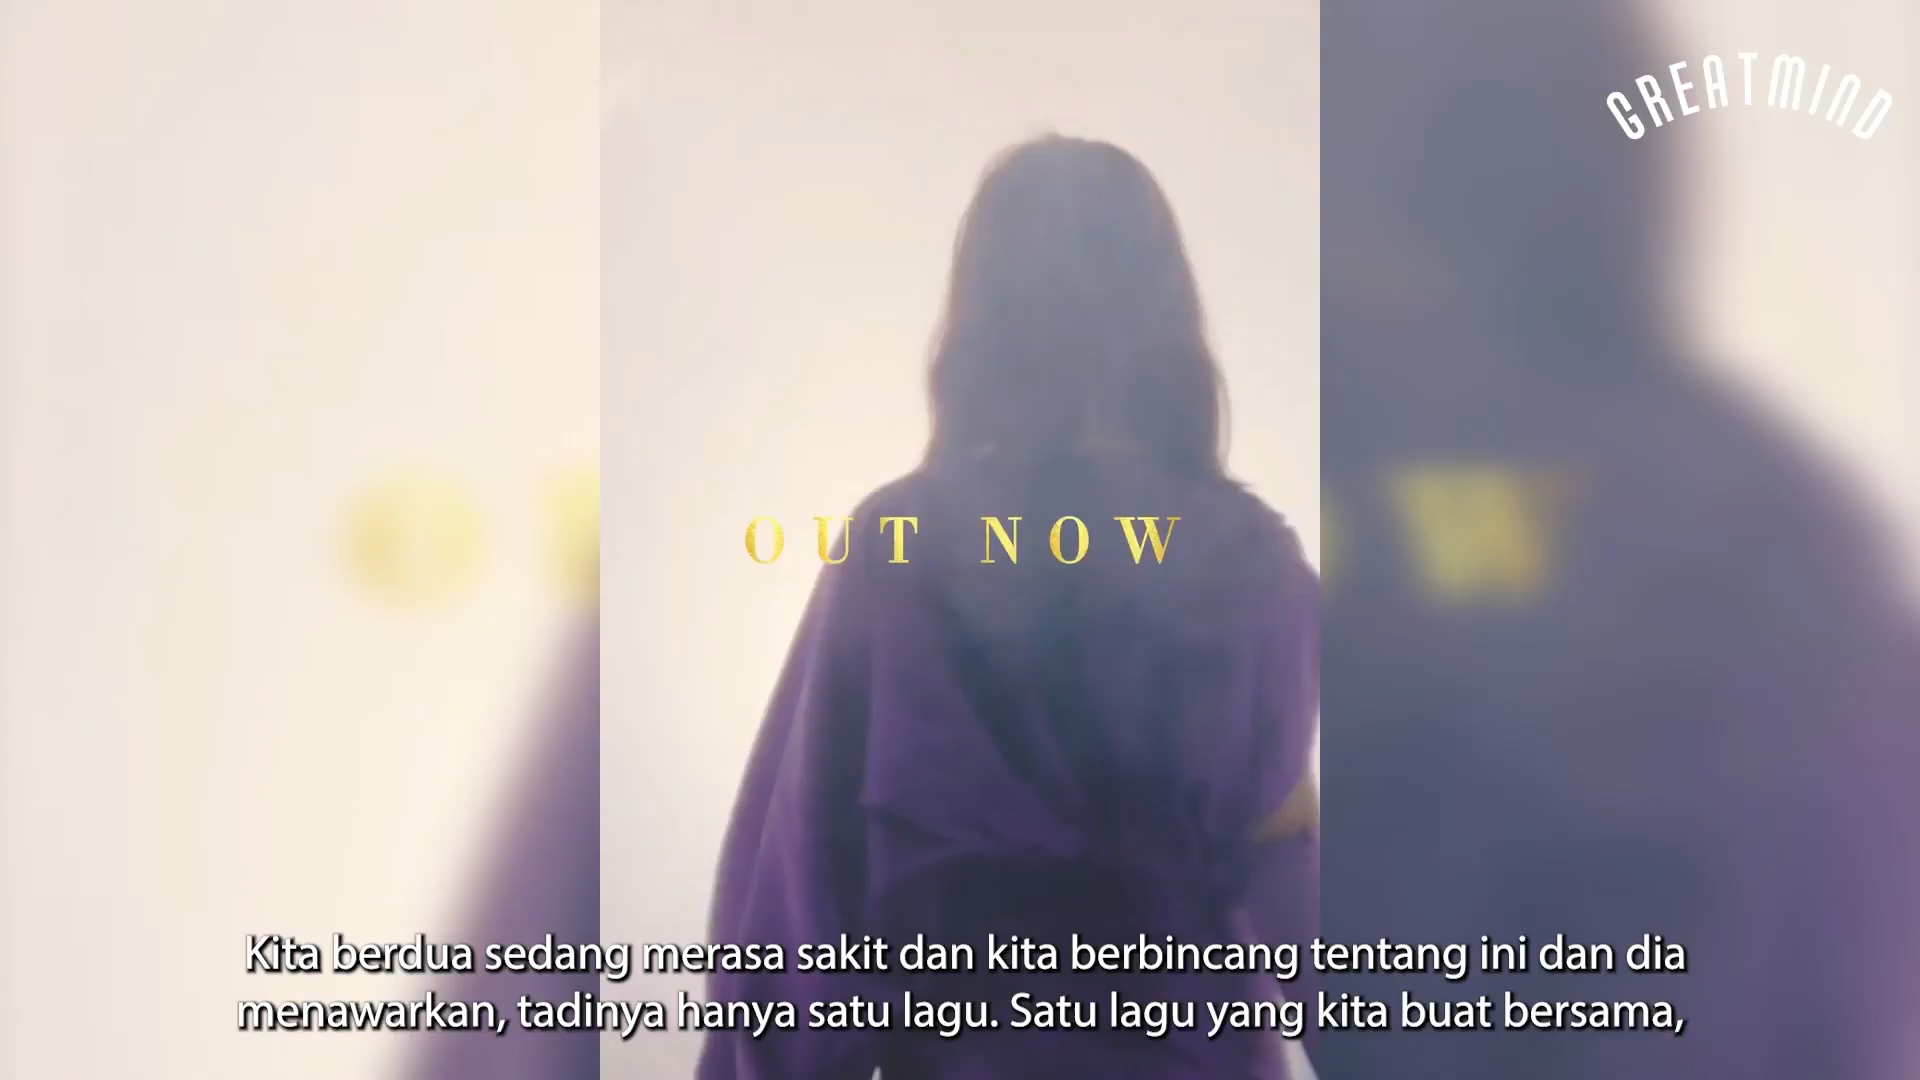 GREATMIND
OUT NOW
Kita berdua sedang merasa sakit dan kita berbincang tentang ini dan dia
menawarkan, tadinya hanya satu lagu. Satu lagu yang kita buat bersama,